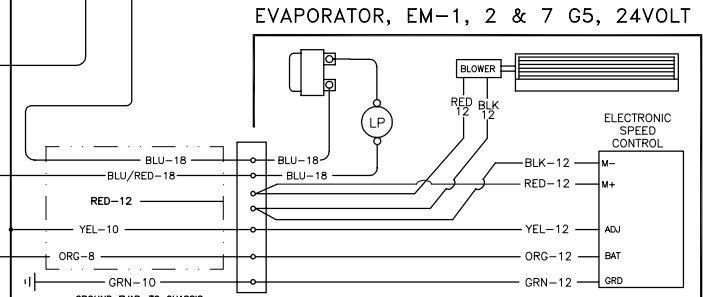 EVAPORATOR, EM-1, 2 & 7 G5, 24VOLT
BLOWER
RED
12
BLK
12
LP
ELECTRONIC
SPEED
CONTROL
BLU-18
BLU-18
BLK-12
M-
BLU/RED-18
BLU-18
RED-12
M+
RED-12
YEL-10
YEL-12
ADJ
ORG-8
ORG-12
BAT
GRN-10
GRN-12
GRD